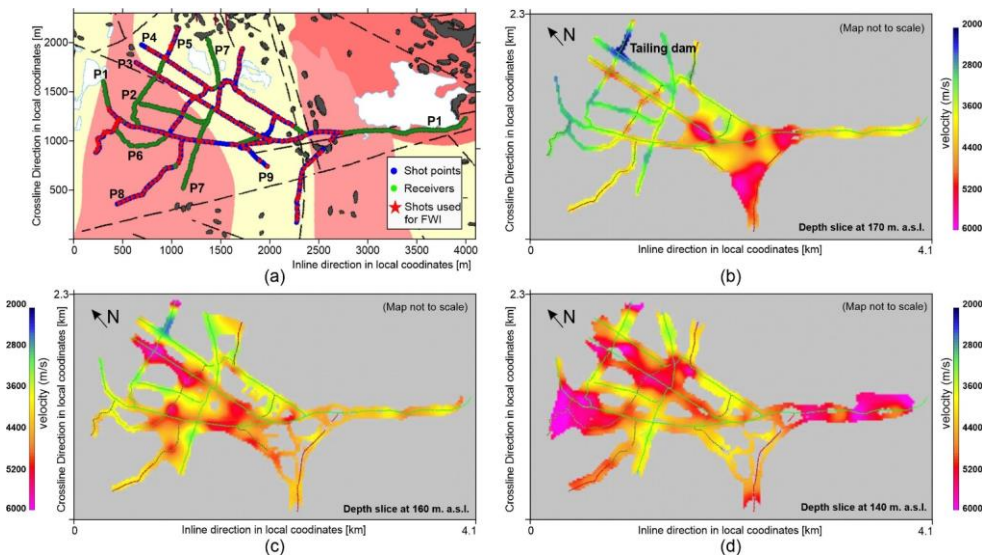 2000
1500
1000
500
0
500
1000
1500
2000
2500
3000
3500
4000
Crossline Direction in local coodinates [m]
Inline direction in local coodinates [m]
P1
P2
P3
P4
P5
P7
P6
P8
P7
P9
P1
Shot points
Receivers
Shots used
for FWI
(a)
2.3
N
Tailing dam
(Map not to scale)
Crossline Direction in local coodinates [km]
Depth slice at 170 m. a.s.l.
0
4.1
Inline direction in local coodinates [km]
2000
2800
3600
4400
5200
6000
velocity (m/s)
(b)
2000
2800
3600
4400
5200
6000
velocity (m/s)
2.3
N
(Map not to scale)
Crossline Direction in local coodinates [km]
Depth slice at 160 m. a.s.l.
0
4.1
Inline direction in local coodinates [km]
(c)
2.3
N
(Map not to scale)
Crossline Direction in local coodinates [km]
Depth slice at 140 m. a.s.l.
0
4.1
Inline direction in local coodinates [km]
2000
2800
3600
4400
5200
6000
velocity (m/s)
(d)